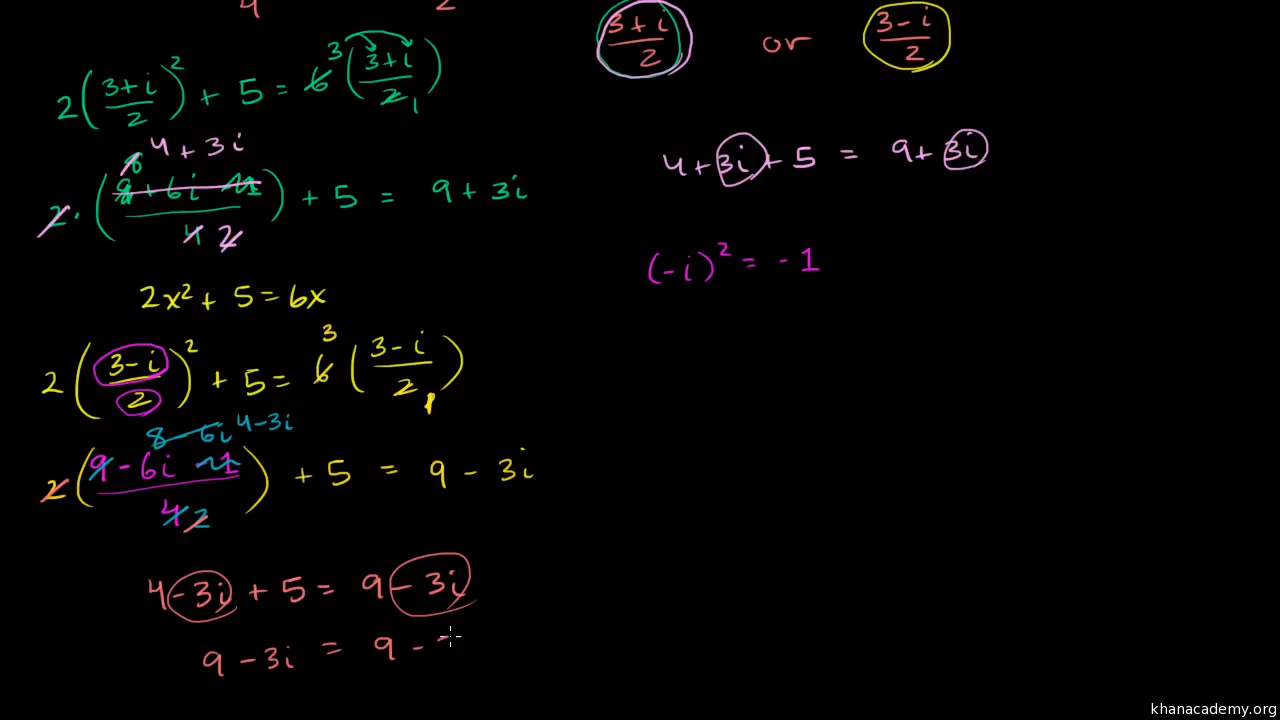 4 2
3+i/2 or 3-i/2
2(3+i/2)² + 5 = 6 3 (3+i/2 1)
4+3i
8
2·(9+6i-1/4 2) + 5 = 9+3i
4+3i+5 = 9+3i
(-i)² = -1
2x² + 5 = 6x
2(3-i/2)² + 5 = 6 3 (3-i/2 1)
8-6i 4-3i
2(9-6i-1/4 2) + 5 = 9-3i
4-3i+5 = 9-3i
9-3i = 9-
khanacademy.org